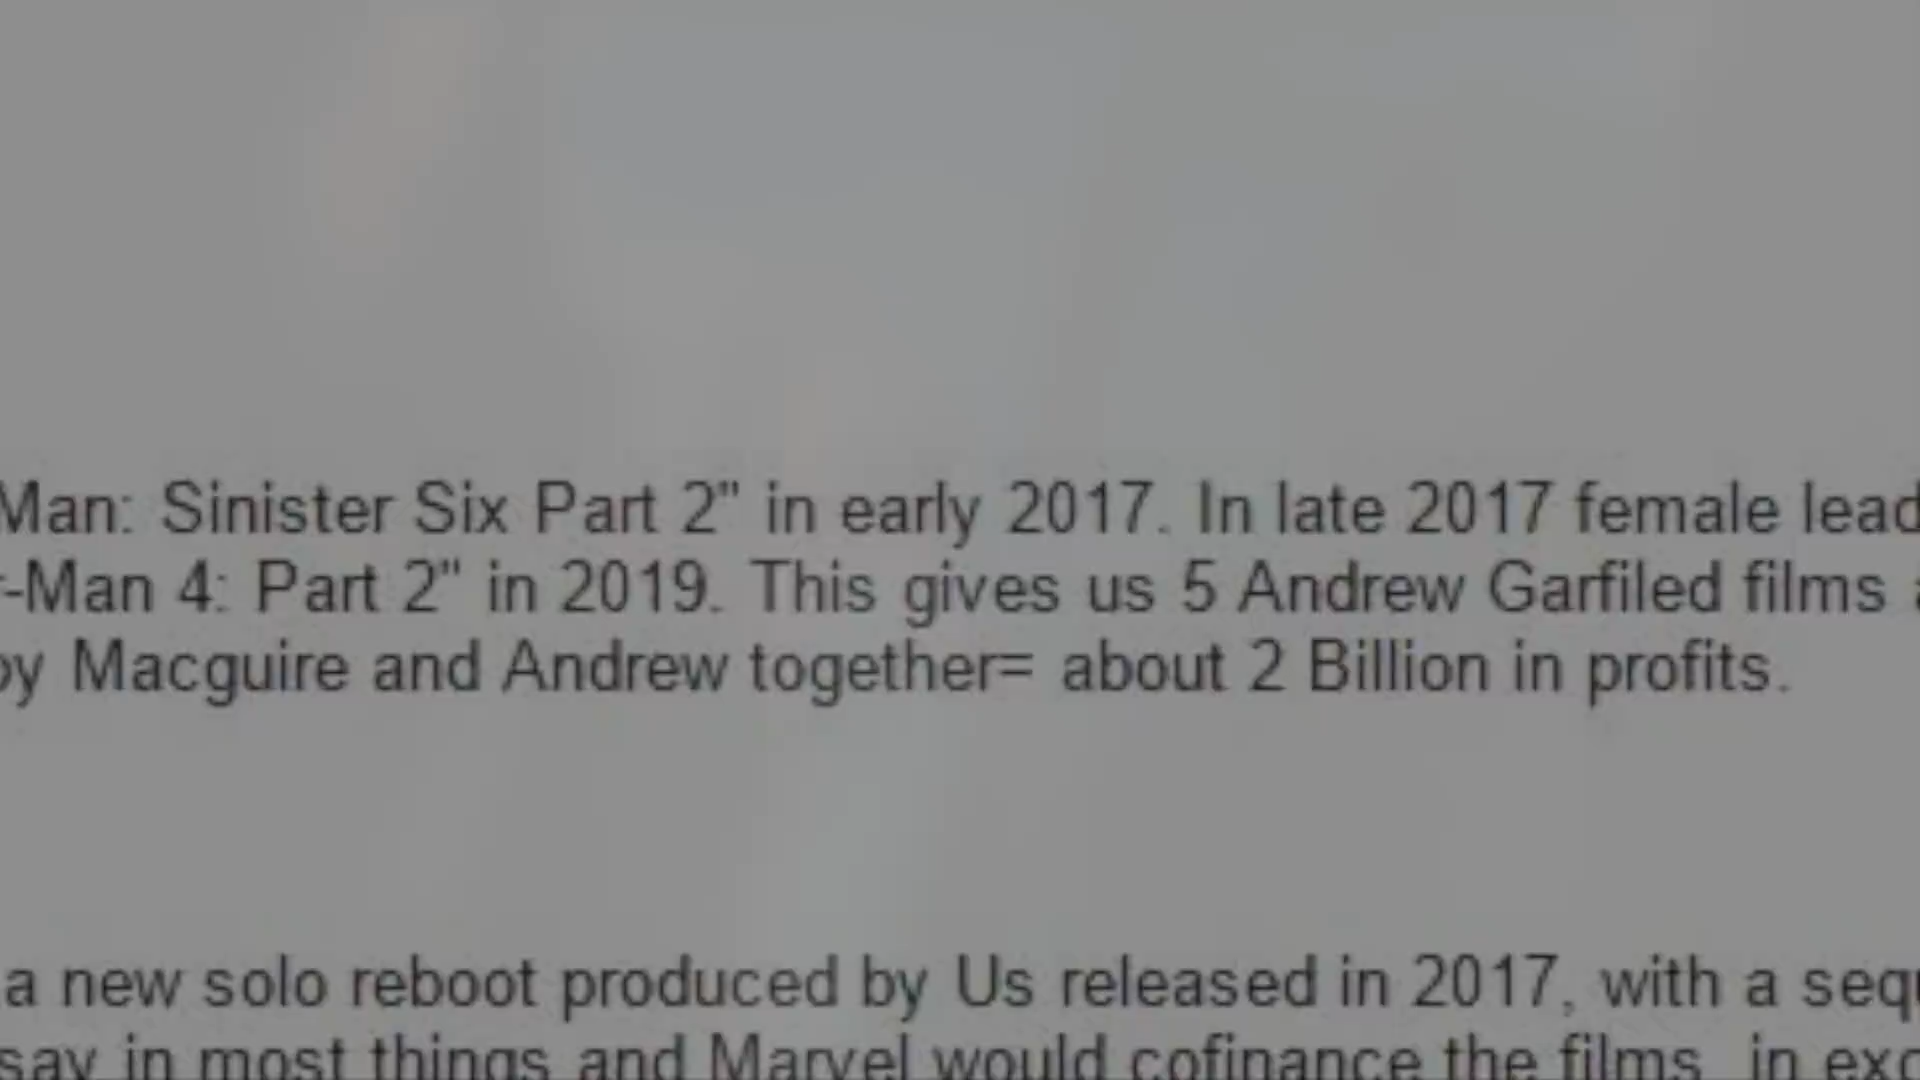 Man: Sinister Six Part 2" in early 2017. In late 2017 female lead
-Man 4: Part 2" in 2019. This gives us 5 Andrew Garfiled films
by Macguire and Andrew together= about 2 Billion in profits.
a new solo reboot produced by Us released in 2017, with a sequ
say in most things and Marvel would cofinance the films, in exc